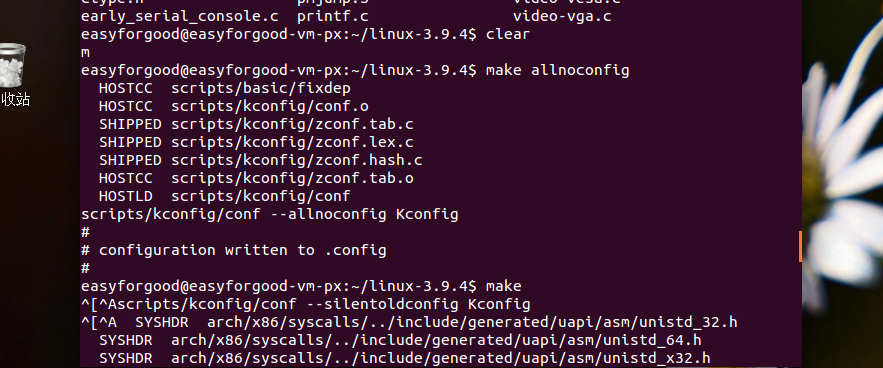 early_serial_console.c  printf.c                video-vga.c
easyforgood@easyforgood-vm-px:~/linux-3.9.4$ clear
m
easyforgood@easyforgood-vm-px:~/linux-3.9.4$ make allnoconfig
  HOSTCC  scripts/basic/fixdep
  HOSTCC  scripts/kconfig/conf.o
  SHIPPED scripts/kconfig/zconf.tab.c
  SHIPPED scripts/kconfig/zconf.lex.c
  SHIPPED scripts/kconfig/zconf.hash.c
  HOSTCC  scripts/kconfig/zconf.tab.o
  HOSTLD  scripts/kconfig/conf
scripts/kconfig/conf --allnoconfig Kconfig
#
# configuration written to .config
#
easyforgood@easyforgood-vm-px:~/linux-3.9.4$ make
^[^Ascripts/kconfig/conf --silentoldconfig Kconfig
^[^A  SYSHDR  arch/x86/syscalls/../include/generated/uapi/asm/unistd_32.h
  SYSHDR  arch/x86/syscalls/../include/generated/uapi/asm/unistd_64.h
  SYSHDR  arch/x86/syscalls/../include/generated/uapi/asm/unistd_x32.h
收站